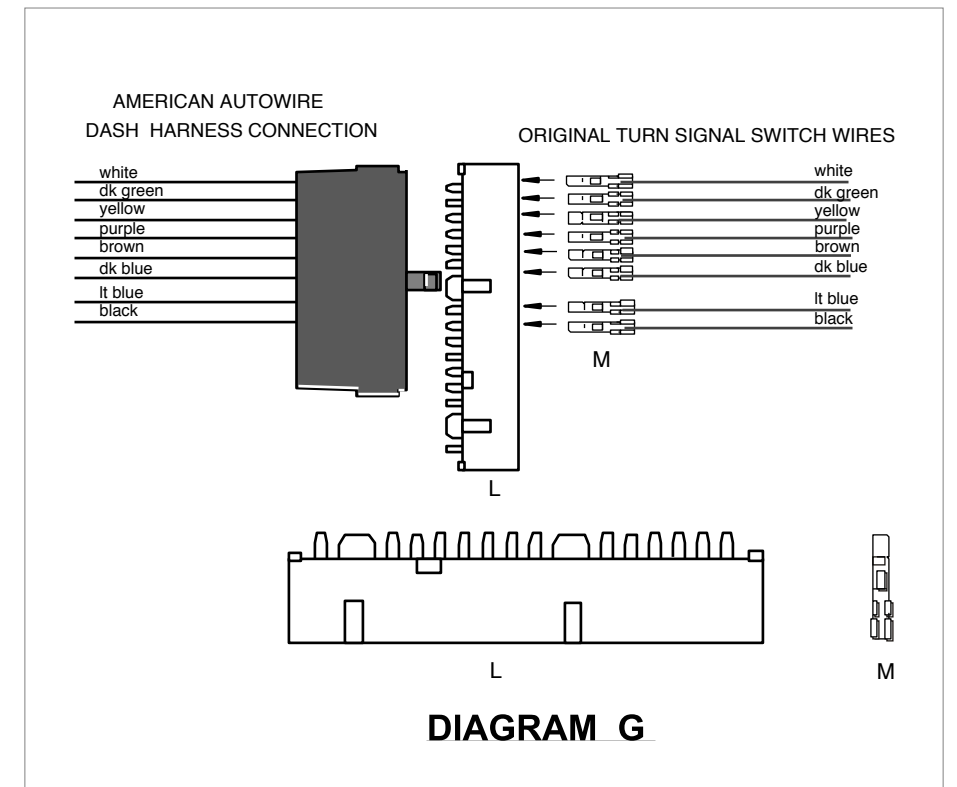 AMERICAN AUTOWIRE
DASH HARNESS CONNECTION
ORIGINAL TURN SIGNAL SWITCH WIRES
white
dk green
yellow
purple
brown
dk blue
lt blue
black
white
dk green
yellow
purple
brown
dk blue
lt blue
black
M
L
L
M
DIAGRAM G